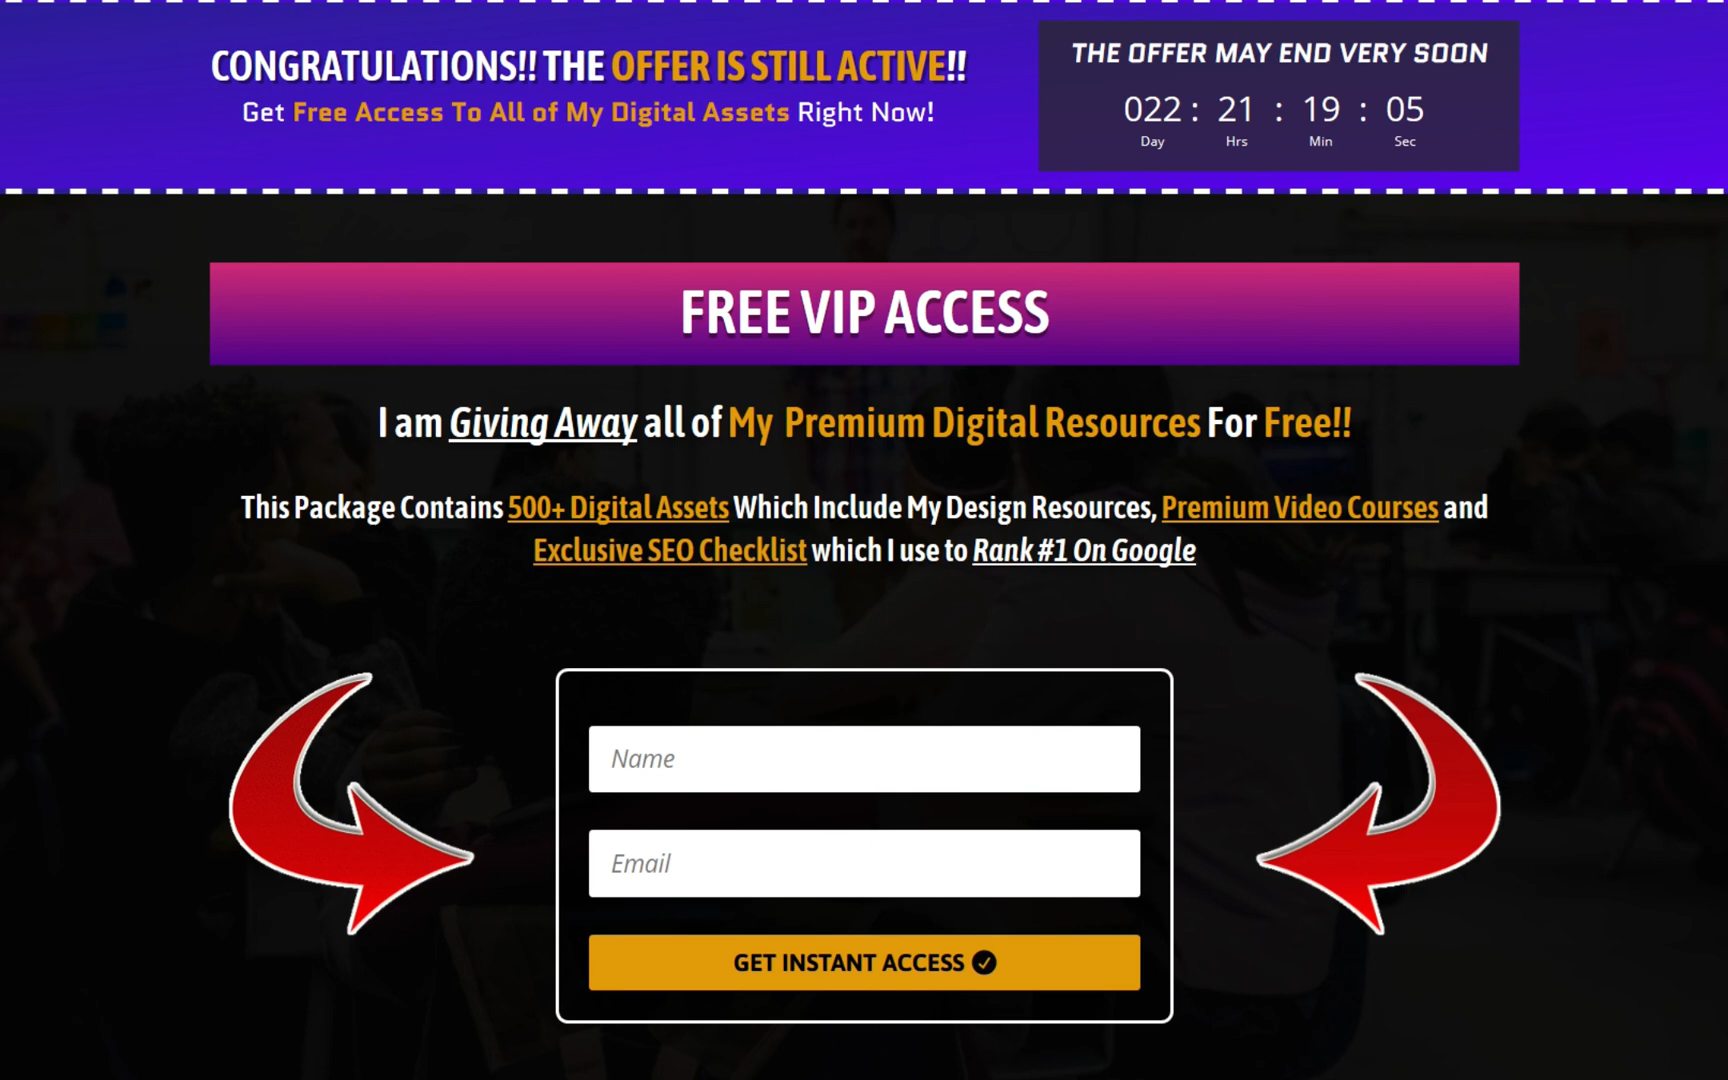 CONGRATULATIONS!! THE OFFER IS STILL ACTIVE!!
Get Free Access To All of My Digital Assets Right Now!
THE OFFER MAY END VERY SOON
022 : 21 : 19 : 05
Day Hrs Min Sec
FREE VIP ACCESS
I am Giving Away all of My Premium Digital Resources For Free!!
This Package Contains 500+ Digital Assets Which Include My Design Resources, Premium Video Courses and
Exclusive SEO Checklist which I use to Rank #1 On Google
Name
Email
GET INSTANT ACCESS